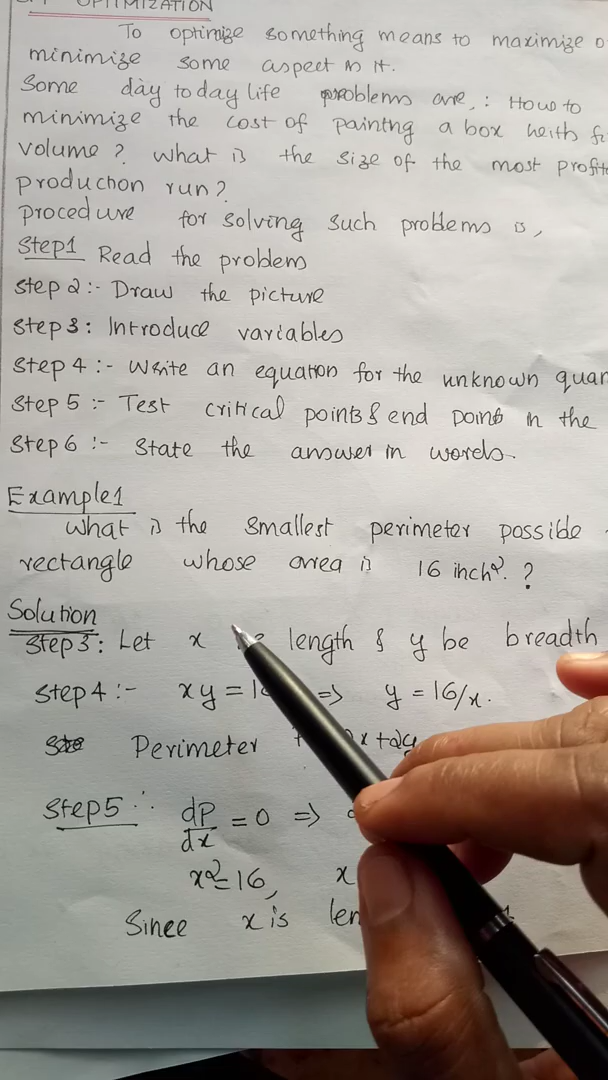 OPTIMIZATION
To optimize something means to maximize o
minimize some aspect in it.
Some day to day life problems are, : How to
minimize the cost of painting a box with fi
volume ? What is the size of the most profit
production run ?
procedure for solving such problems is,
Step1 Read the problem
Step 2 :- Draw the picture
Step 3 : Introduce variables
Step 4 :- Write an equation for the unknown quan
Step 5 :- Test critical points & end points in the
Step 6 :- State the answer in words.
Example1
What is the smallest perimeter possible
rectangle whose area is 16 inch². ?
Solution
Step3 : Let x length & y be breadth
Step 4 :- xy = 1 => y = 16/x.
Perimeter x + 2y
Step5 ∴ dP/dx = 0 =>
x² = 16, x
Since x is len